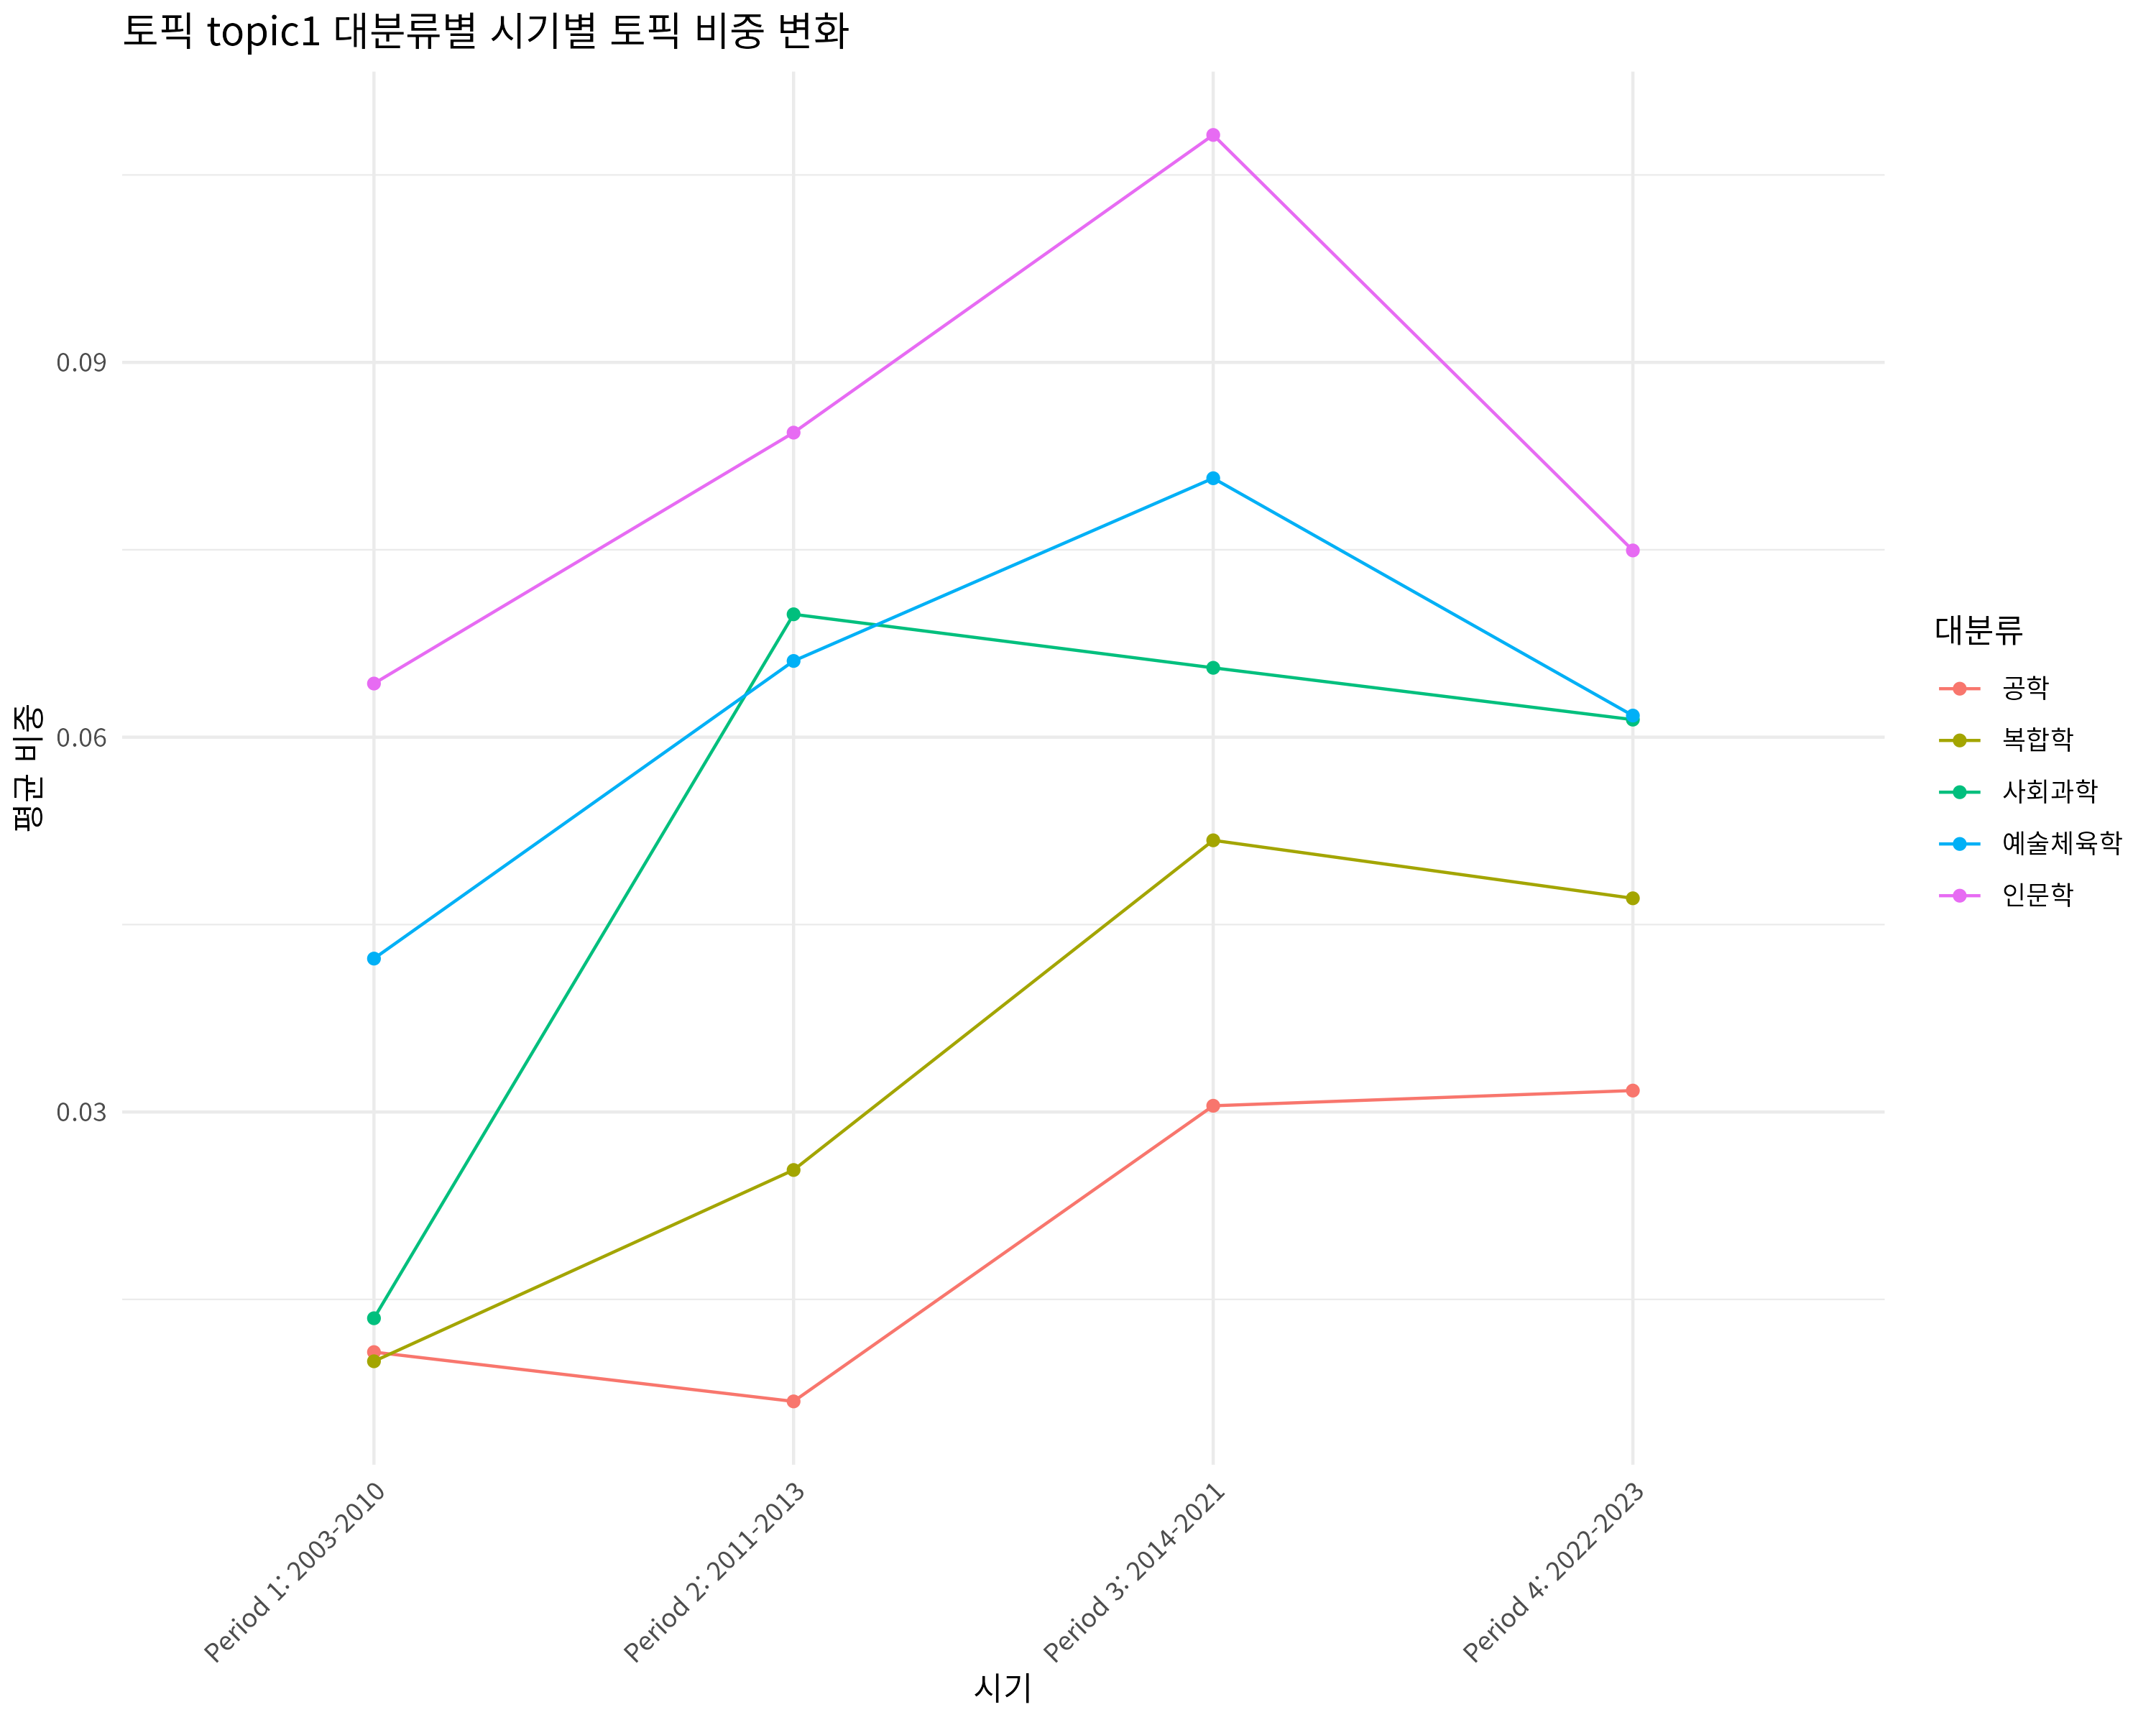 토픽 topic1 대분류별 시기별 토픽 비중 변화
평균 비중
0.09
0.06
0.03
Period 1: 2003-2010
Period 2: 2011-2013
Period 3: 2014-2021
Period 4: 2022-2023
시기
대분류
공학
복합학
사회과학
예술체육학
인문학